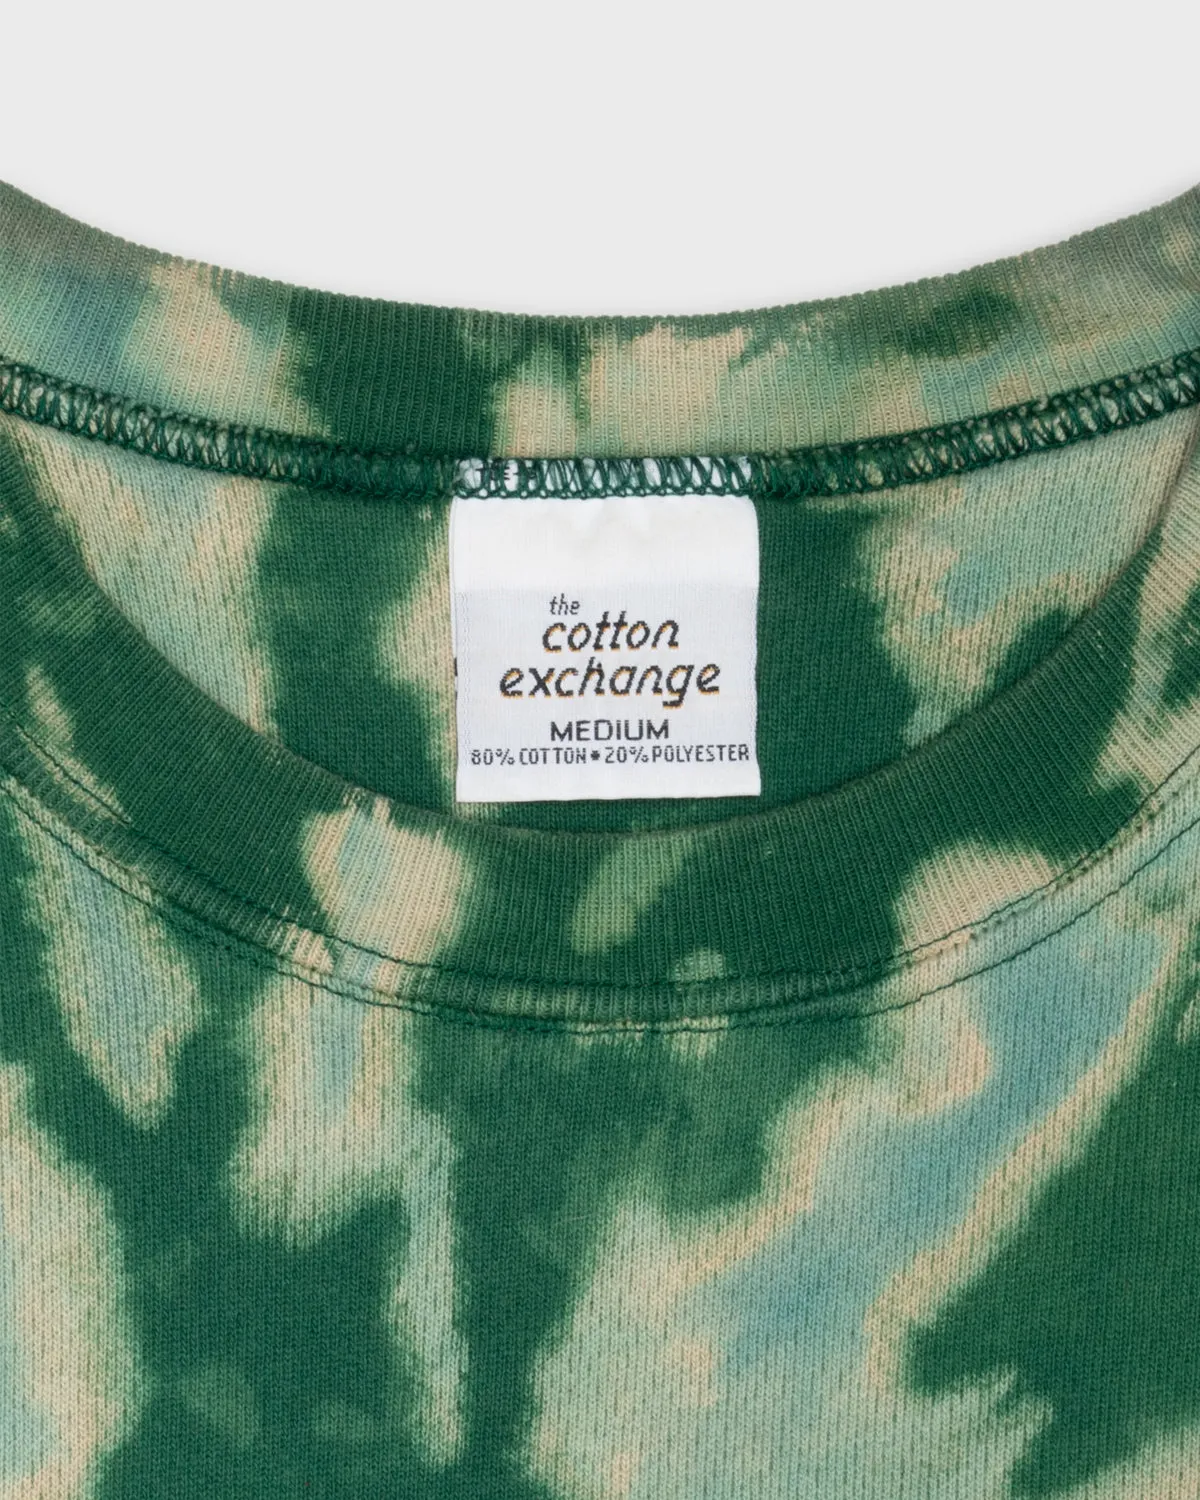 the
cotton
exchange
MEDIUM
80% COTTON * 20% POLYESTER